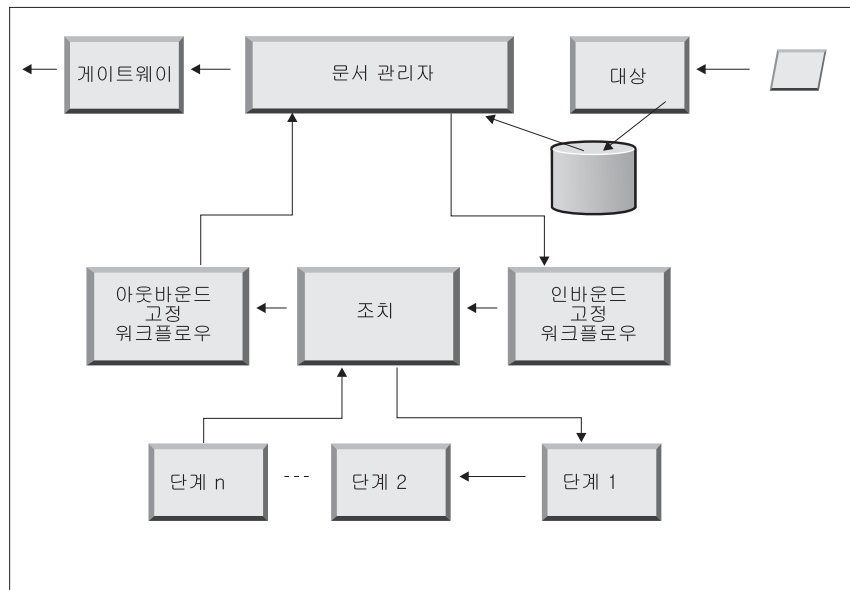 게이트웨이
문서 관리자
대상
아웃바운드
고정
워크플로우
조치
인바운드
고정
워크플로우
단계 n
단계 2
단계 1